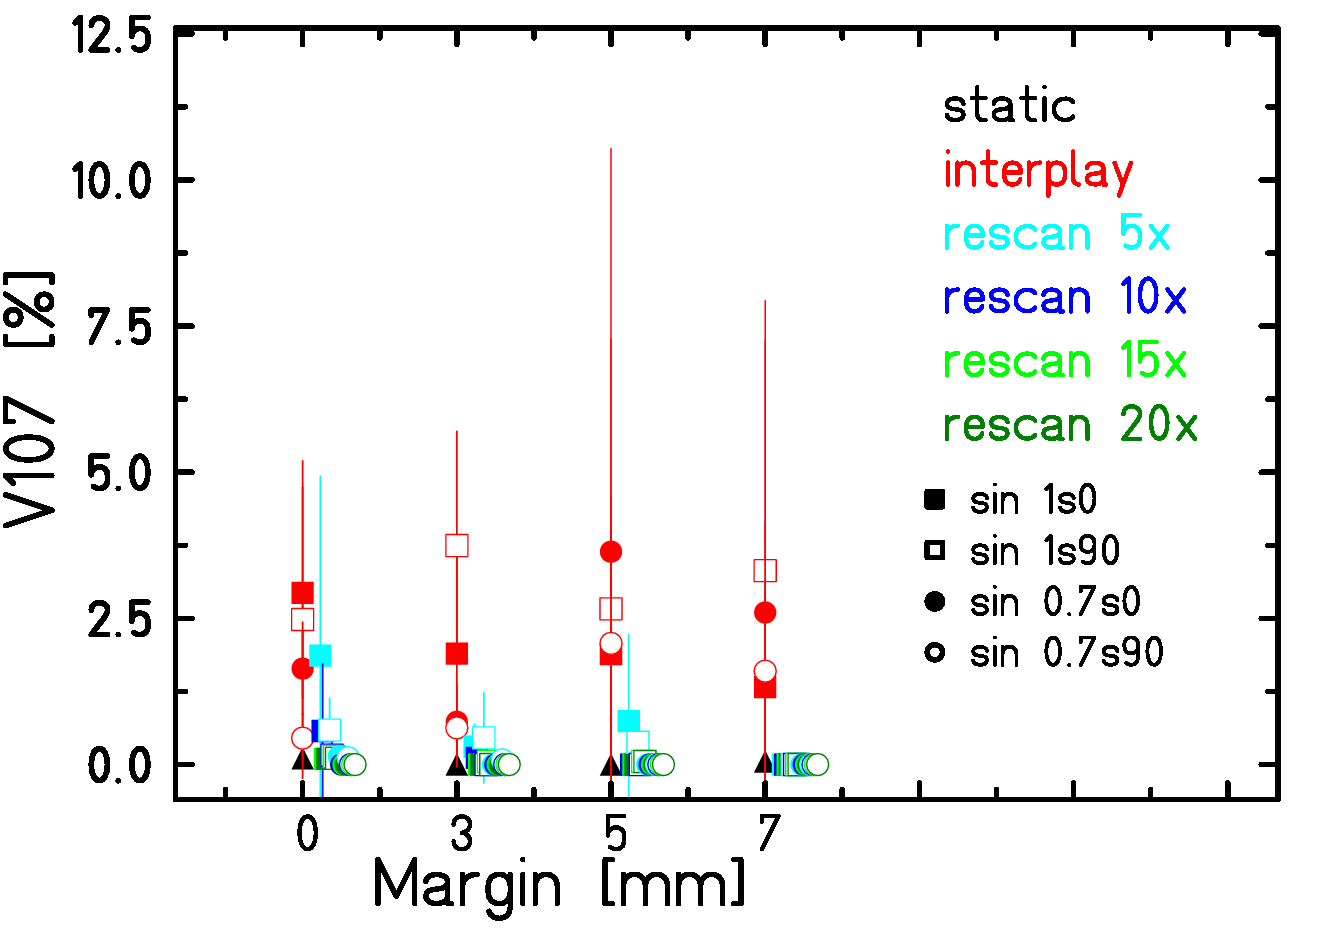 12.5
10.0
7.5
5.0
2.5
0.0
V107 [%]
0 3 5 7
Margin [mm]
static
interplay
rescan 5x
rescan 10x
rescan 15x
rescan 20x
sin 1s0
sin 1s90
sin 0.7s0
sin 0.7s90